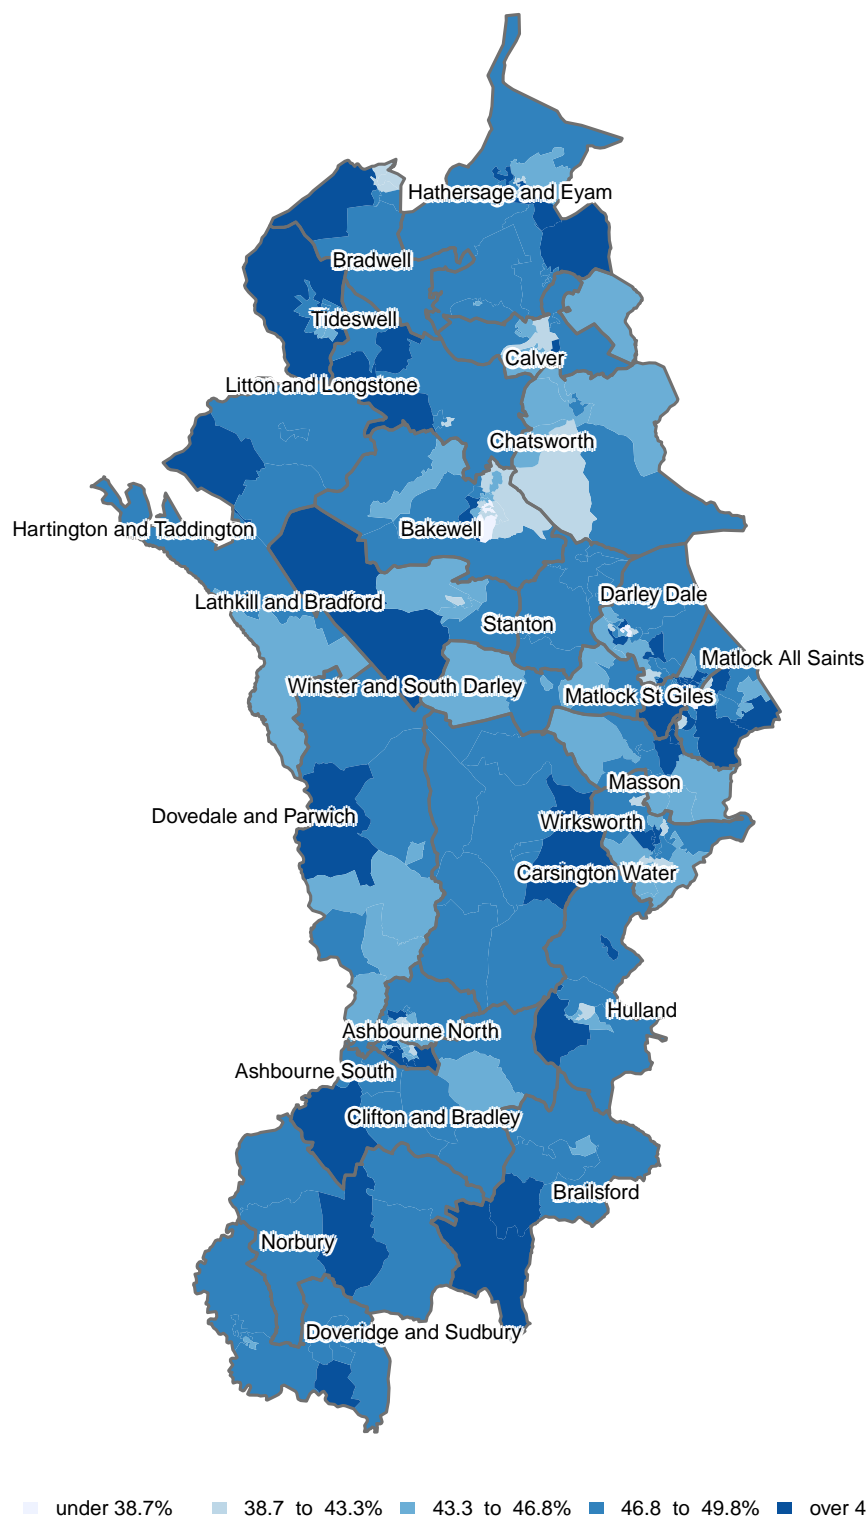 Hathersage and Eyam
Bradwell
Tideswell
Calver
Litton and Longstone
Chatsworth
Hartington and Taddington
Bakewell
Darley Dale
Lathkill and Bradford
Stanton
Matlock All Saints
Winster and South Darley
Matlock St Giles
Masson
Dovedale and Parwich
Wirksworth
Carsington Water
Hulland
Ashbourne North
Ashbourne South
Clifton and Bradley
Brailsford
Norbury
Doveridge and Sudbury
under 38.7% 38.7 to 43.3% 43.3 to 46.8% 46.8 to 49.8% over 4